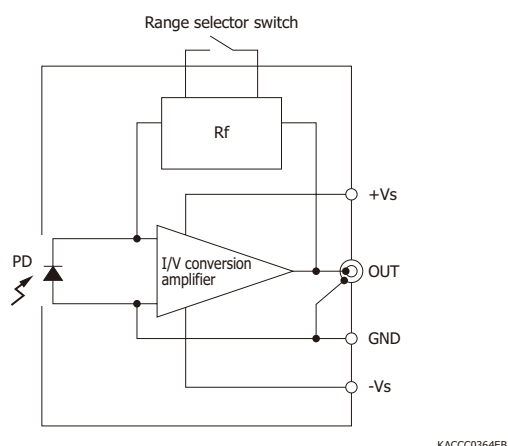 Range selector switch
Rf
+Vs
PD
I/V conversion
amplifier
OUT
GND
-Vs
KACCC0364EB